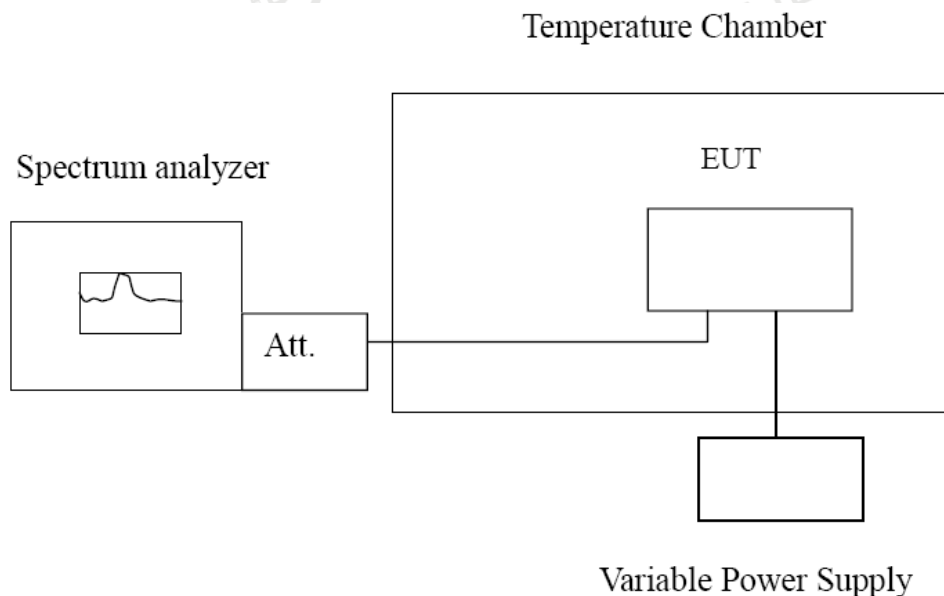 Temperature Chamber
Spectrum analyzer
EUT
Att.
Variable Power Supply